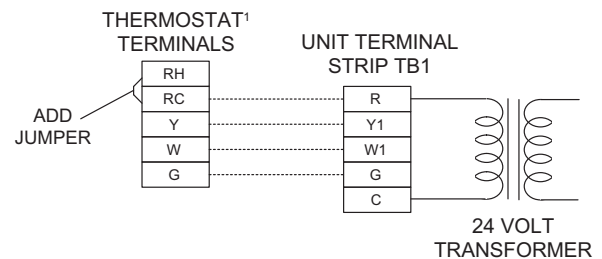 THERMOSTAT¹
TERMINALS
UNIT TERMINAL
STRIP TB1
ADD
JUMPER
RH
RC
Y
W
G
R
Y1
W1
G
C
24 VOLT
TRANSFORMER